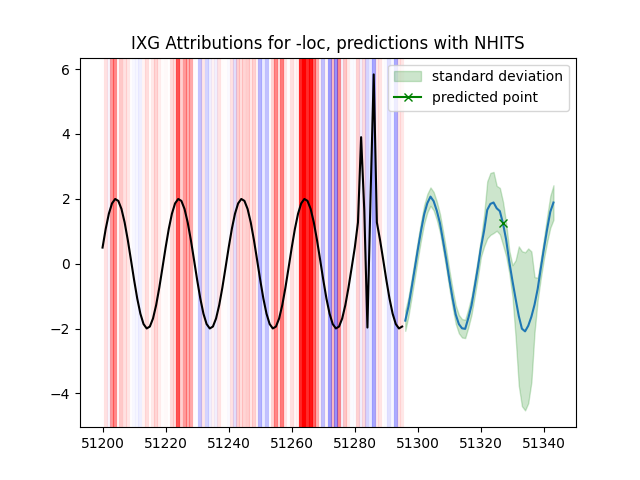 IXG Attributions for -loc, predictions with NHITS
standard deviation
predicted point
6
4
2
0
−2
−4
51200 51220 51240 51260 51280 51300 51320 51340